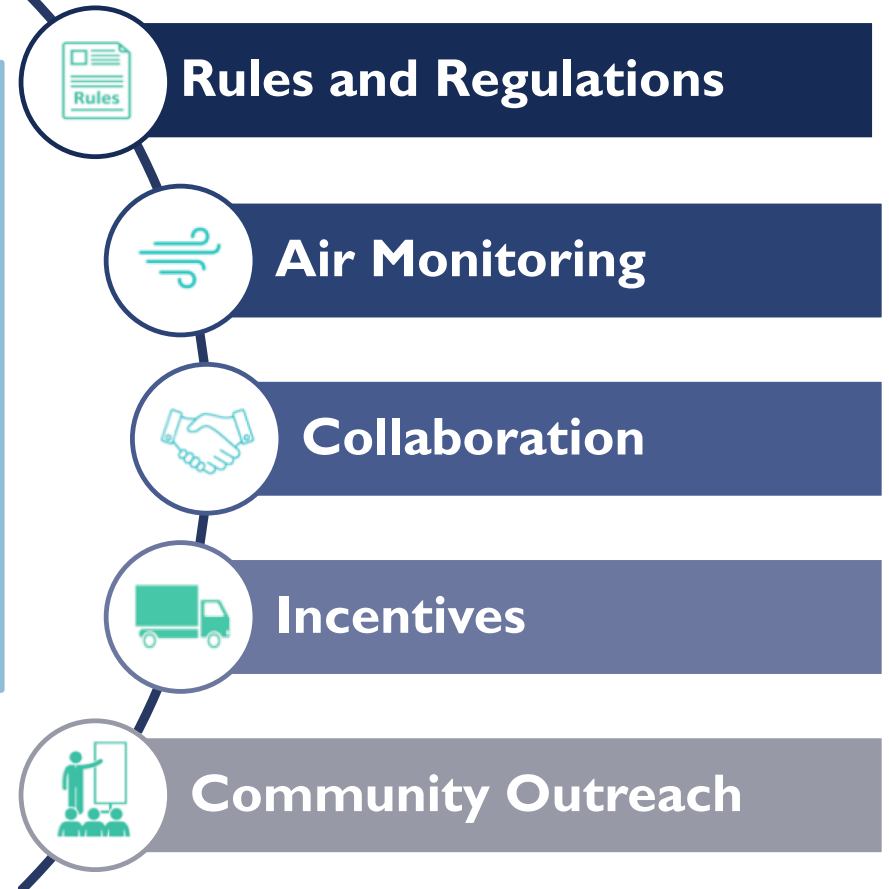 Rules
Rules and Regulations
Air Monitoring
Collaboration
Incentives
Community Outreach